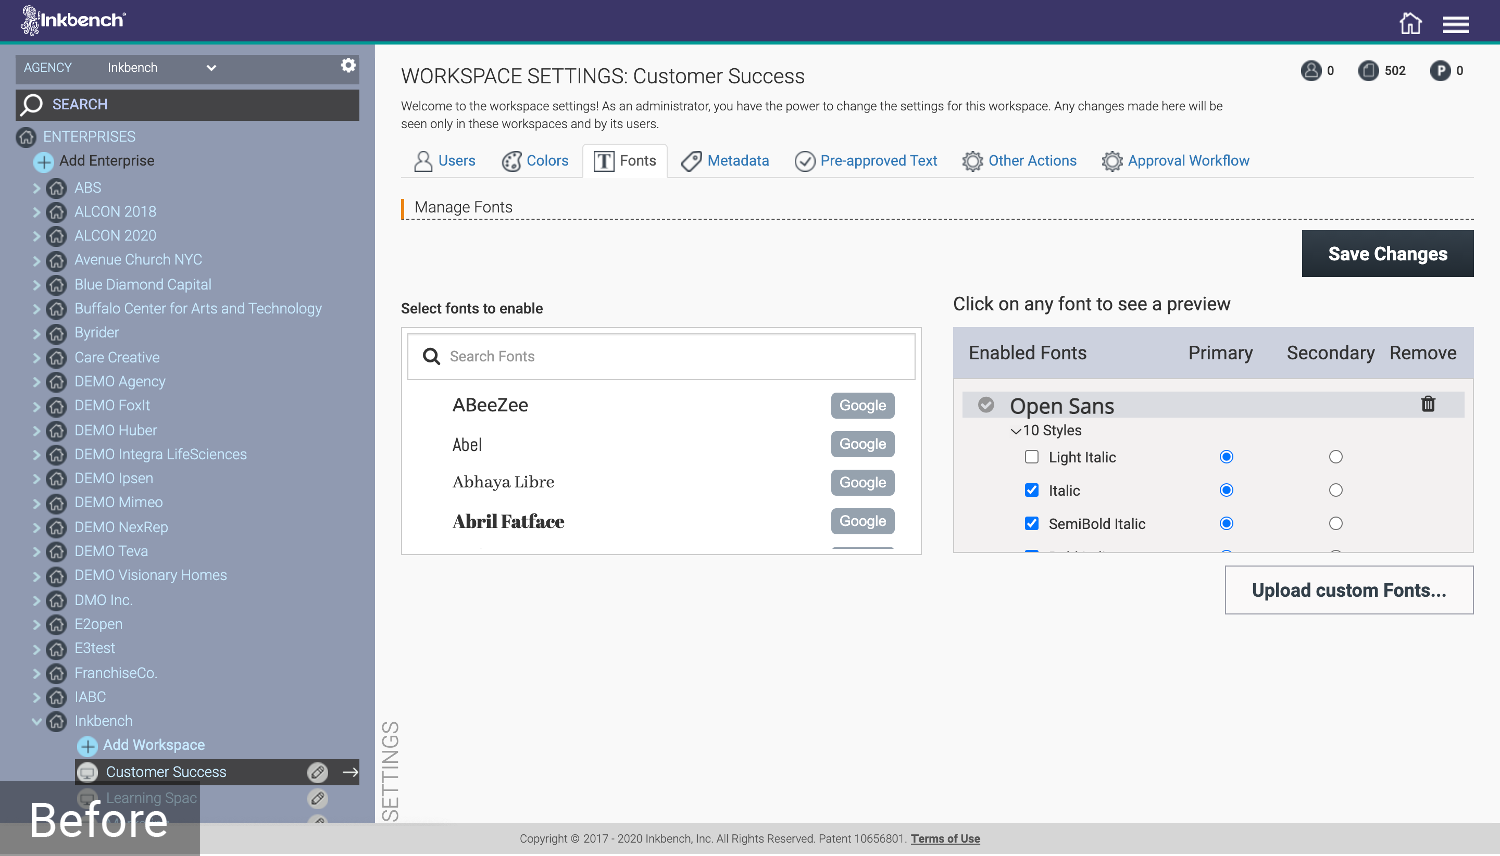 Inkbench
AGENCY Inkbench
SEARCH
ENTERPRISES
Add Enterprise
ABS
ALCON 2018
ALCON 2020
Avenue Church NYC
Blue Diamond Capital
Buffalo Center for Arts and Technology
Byrider
Care Creative
DEMO Agency
DEMO FoxIt
DEMO Huber
DEMO Integra LifeSciences
DEMO Ipsen
DEMO Mimeo
DEMO NexRep
DEMO Teva
DEMO Visionary Homes
DMO Inc.
E2open
E3test
FranchiseCo.
IABC
Inkbench
Add Workspace
Customer Success
Learning Spac
Before
SETTINGS
WORKSPACE SETTINGS: Customer Success
0 502 P 0
Welcome to the workspace settings! As an administrator, you have the power to change the settings for this workspace. Any changes made here will be
seen only in these workspaces and by its users.
Users Colors T Fonts Metadata Pre-approved Text Other Actions Approval Workflow
Manage Fonts
Save Changes
Select fonts to enable
Search Fonts
ABeeZee Google
Abel Google
Abhaya Libre Google
Abril Fatface Google
Click on any font to see a preview
Enabled Fonts Primary Secondary Remove
Open Sans
10 Styles
Light Italic
Italic
SemiBold Italic
Upload custom Fonts...
Copyright © 2017 - 2020 Inkbench, Inc. All Rights Reserved. Patent 10656801. Terms of Use